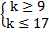 {k ≥ 9
k ≤ 17